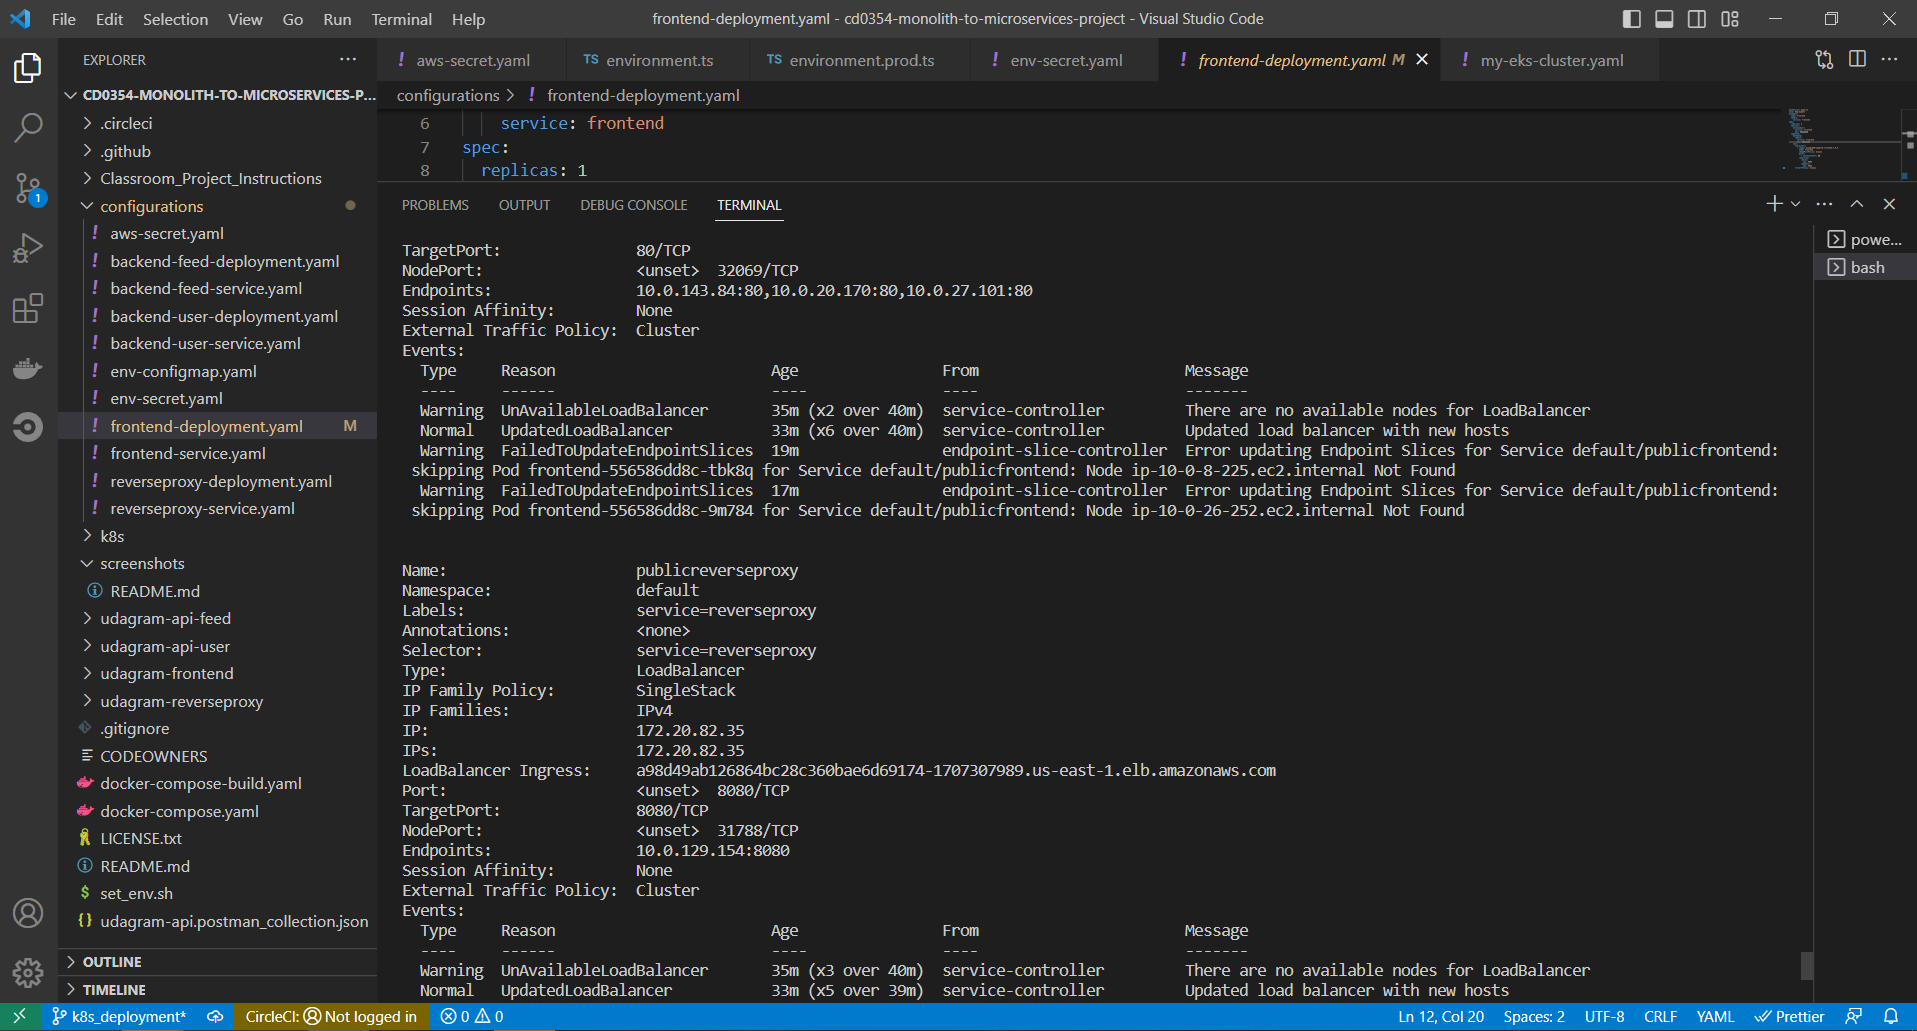 File Edit Selection View Go Run Terminal Help
frontend-deployment.yaml - cd0354-monolith-to-microservices-project - Visual Studio Code
EXPLORER
CD0354-MONOLITH-TO-MICROSERVICES-P...
.circleci
.github
Classroom_Project_Instructions
configurations
! aws-secret.yaml
! backend-feed-deployment.yaml
! backend-feed-service.yaml
! backend-user-deployment.yaml
! backend-user-service.yaml
! env-configmap.yaml
! env-secret.yaml
! frontend-deployment.yaml M
! frontend-service.yaml
! reverseproxy-deployment.yaml
! reverseproxy-service.yaml
k8s
screenshots
README.md
udagram-api-feed
udagram-api-user
udagram-frontend
udagram-reverseproxy
.gitignore
CODEOWNERS
docker-compose-build.yaml
docker-compose.yaml
LICENSE.txt
README.md
$ set_env.sh
{} udagram-api.postman_collection.json
OUTLINE
TIMELINE
1
! aws-secret.yaml TS environment.ts TS environment.prod.ts ! env-secret.yaml ! frontend-deployment.yaml M ! my-eks-cluster.yaml
configurations > ! frontend-deployment.yaml
6 service: frontend
7 spec:
8 replicas: 1
PROBLEMS OUTPUT DEBUG CONSOLE TERMINAL
powe...
bash
TargetPort: 80/TCP
NodePort: <unset> 32069/TCP
Endpoints: 10.0.143.84:80,10.0.20.170:80,10.0.27.101:80
Session Affinity: None
External Traffic Policy: Cluster
Events:
Type Reason Age From Message
---- ------ ---- ---- -------
Warning UnAvailableLoadBalancer 35m (x2 over 40m) service-controller There are no available nodes for LoadBalancer
Normal UpdatedLoadBalancer 33m (x6 over 40m) service-controller Updated load balancer with new hosts
Warning FailedToUpdateEndpointSlices 19m endpoint-slice-controller Error updating Endpoint Slices for Service default/publicfrontend:
skipping Pod frontend-556586dd8c-tbk8q for Service default/publicfrontend: Node ip-10-0-8-225.ec2.internal Not Found
Warning FailedToUpdateEndpointSlices 17m endpoint-slice-controller Error updating Endpoint Slices for Service default/publicfrontend:
skipping Pod frontend-556586dd8c-9m784 for Service default/publicfrontend: Node ip-10-0-26-252.ec2.internal Not Found
Name: publicreverseproxy
Namespace: default
Labels: service=reverseproxy
Annotations: <none>
Selector: service=reverseproxy
Type: LoadBalancer
IP Family Policy: SingleStack
IP Families: IPv4
IP: 172.20.82.35
IPs: 172.20.82.35
LoadBalancer Ingress: a98d49ab126864bc28c360bae6d69174-1707307989.us-east-1.elb.amazonaws.com
Port: <unset> 8080/TCP
TargetPort: 8080/TCP
NodePort: <unset> 31788/TCP
Endpoints: 10.0.129.154:8080
Session Affinity: None
External Traffic Policy: Cluster
Events:
Type Reason Age From Message
---- ------ ---- ---- -------
Warning UnAvailableLoadBalancer 35m (x3 over 40m) service-controller There are no available nodes for LoadBalancer
Normal UpdatedLoadBalancer 33m (x5 over 39m) service-controller Updated load balancer with new hosts
k8s_deployment* CircleCI: Not logged in 0 0 Ln 12, Col 20 Spaces: 2 UTF-8 CRLF YAML Prettier